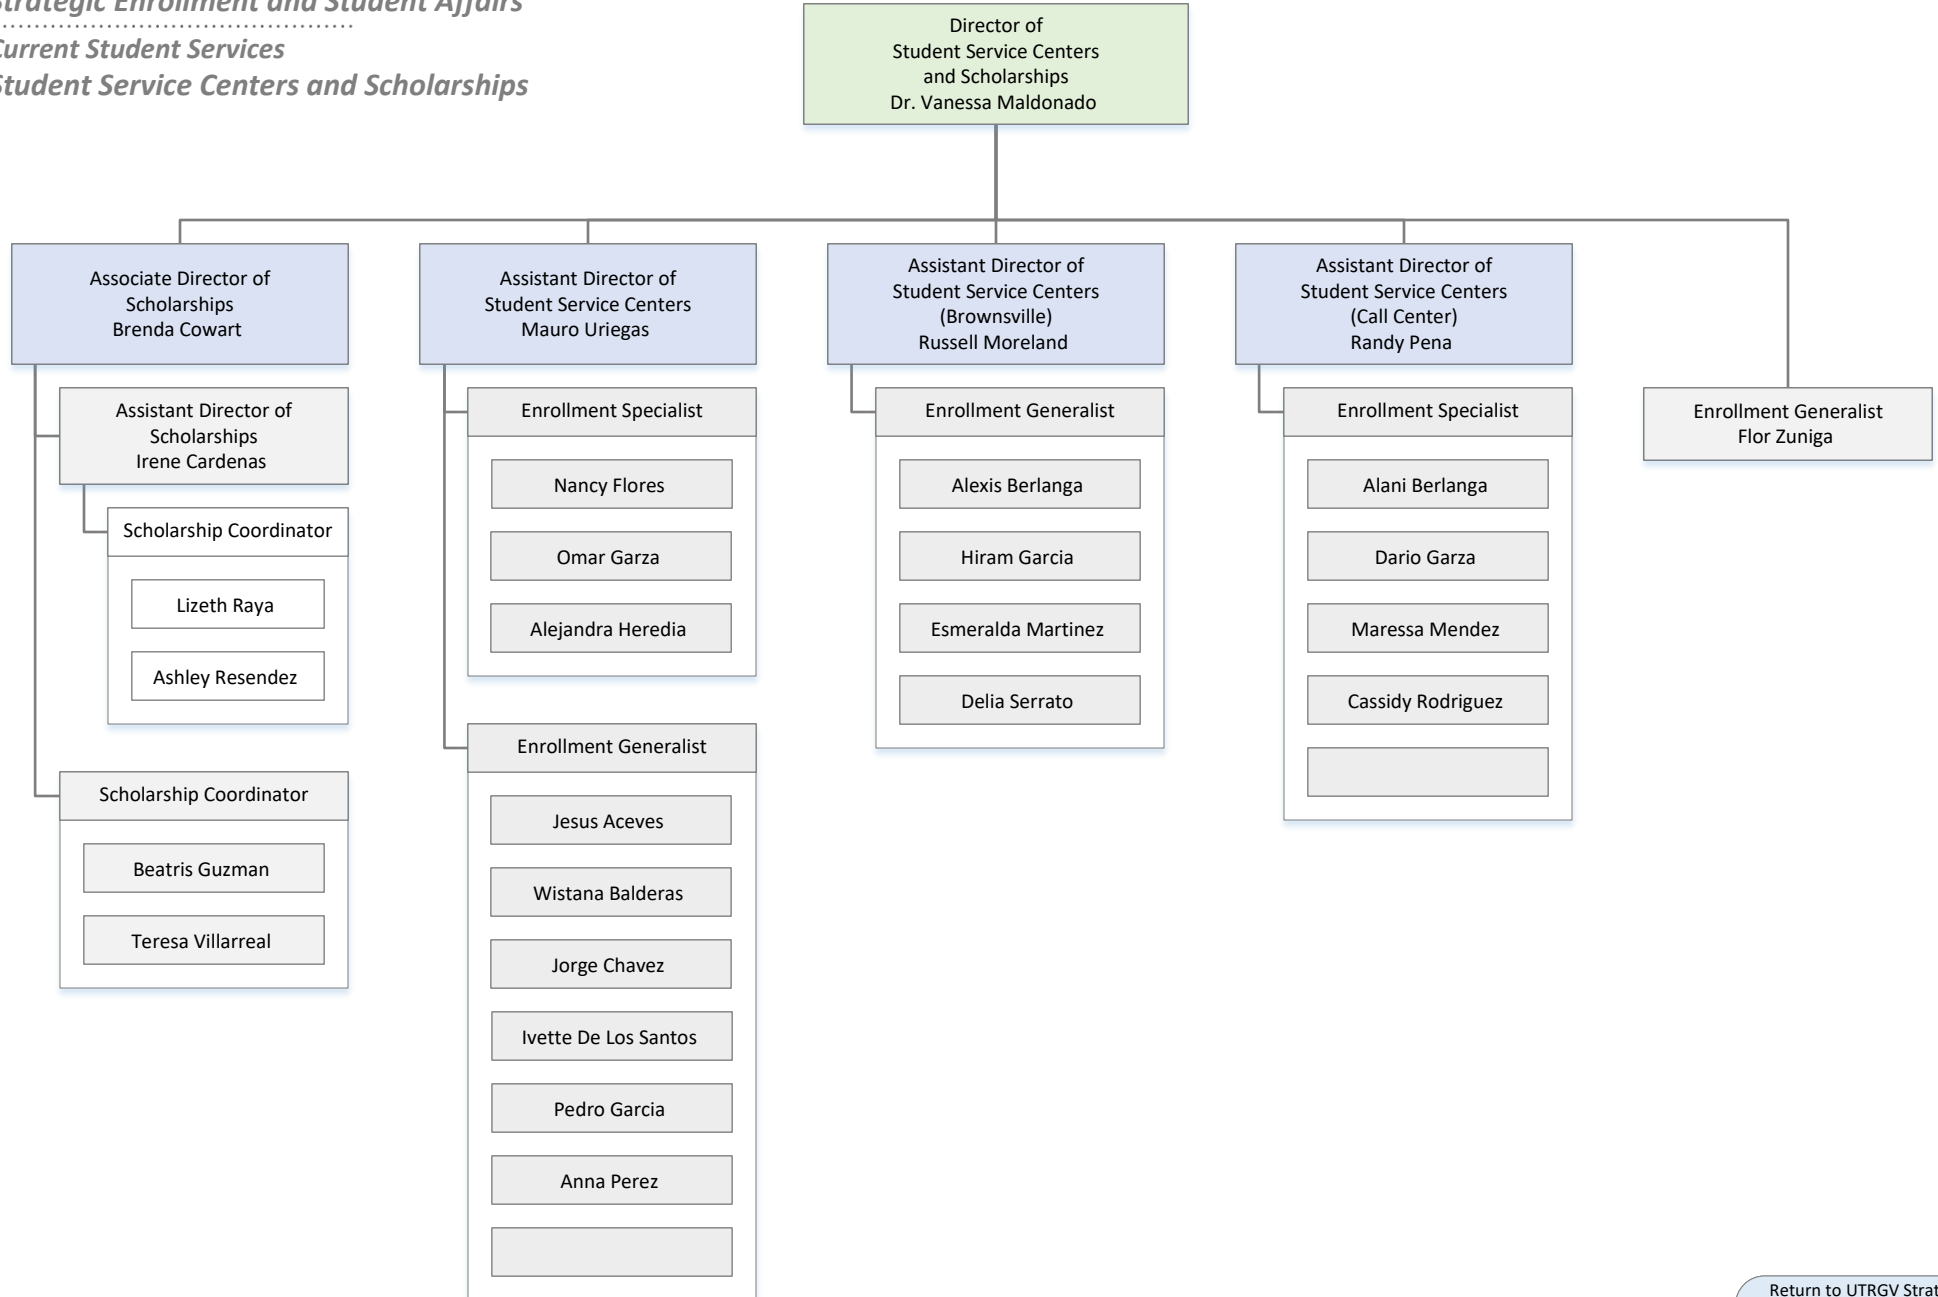 Strategic Enrollment and Student Affairs
Current Student Services
Student Service Centers and Scholarships
Director of
Student Service Centers
and Scholarships
Dr. Vanessa Maldonado
Associate Director of
Scholarships
Brenda Cowart
Assistant Director of
Scholarships
Irene Cardenas
Scholarship Coordinator
Lizeth Raya
Ashley Resendez
Scholarship Coordinator
Beatris Guzman
Teresa Villarreal
Assistant Director of
Student Service Centers
Mauro Uriegas
Enrollment Specialist
Nancy Flores
Omar Garza
Alejandra Heredia
Enrollment Generalist
Jesus Aceves
Wistana Balderas
Jorge Chavez
Ivette De Los Santos
Pedro Garcia
Anna Perez
Assistant Director of
Student Service Centers
(Brownsville)
Russell Moreland
Enrollment Generalist
Alexis Berlanga
Hiram Garcia
Esmeralda Martinez
Delia Serrato
Assistant Director of
Student Service Centers
(Call Center)
Randy Pena
Enrollment Specialist
Alani Berlanga
Dario Garza
Maressa Mendez
Cassidy Rodriguez
Enrollment Generalist
Flor Zuniga
Return to UTRGV Strat